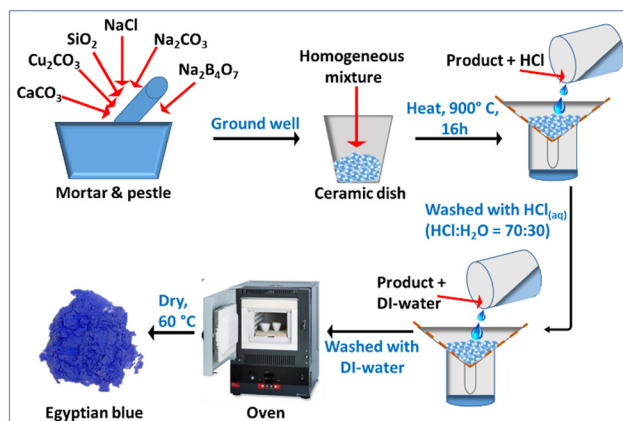 NaCl
SiO₂
Na₂CO₃
Cu₂CO₃
Na₂B₄O₇
CaCO₃
Mortar & pestle
Ground well
Homogeneous
mixture
Ceramic dish
Heat, 900° C,
16h
Product + HCl
Washed with HCl₍aq₎
(HCl:H₂O = 70:30)
Product +
DI-water
Washed with
DI-water
Oven
Dry,
60 °C
Egyptian blue